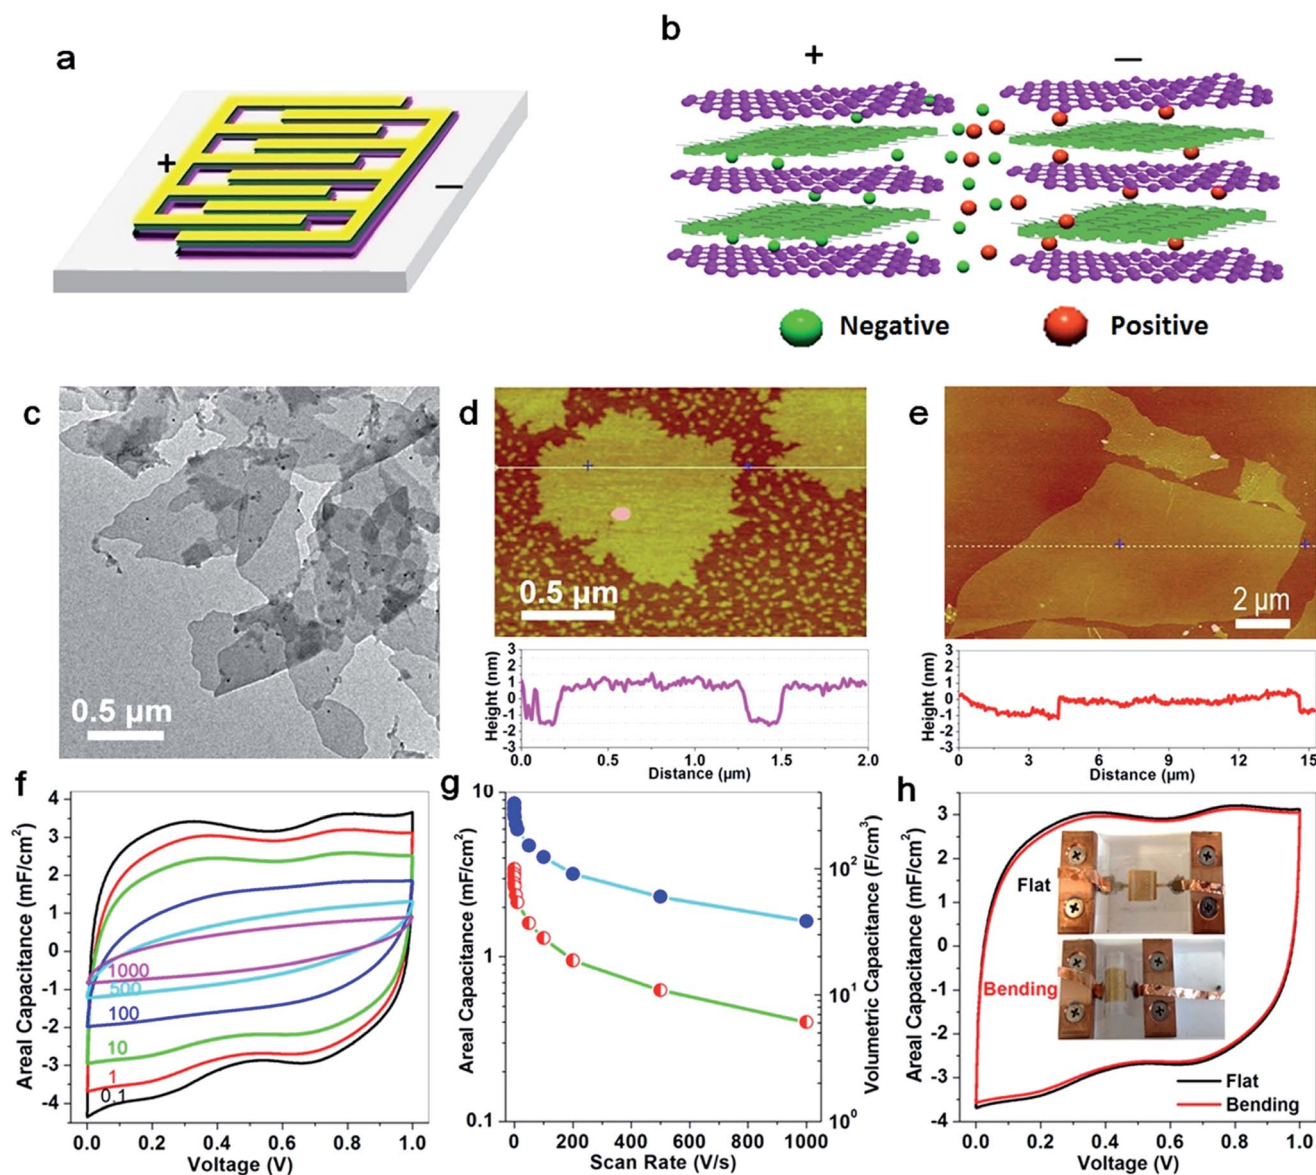 a
+
—
b
+
—
Negative
Positive
c
0.5 µm
d
0.5 µm
Height (nm)
3
2
1
0
-1
-2
-3
0.0 0.5 1.0 1.5 2.0
Distance (µm)
e
2 µm
Height (nm)
3
2
1
0
-1
-2
-3
0 3 6 9 12 15
Distance (µm)
f
Areal Capacitance (mF/cm²)
4
3
2
1
0
-1
-2
-3
-4
1000
500
100
10
1
0.1
0.0 0.2 0.4 0.6 0.8 1.0
Voltage (V)
g
Areal Capacitance (mF/cm²)
10
1
0.1
Volumetric Capacitance (F/cm³)
10²
10¹
10⁰
0 200 400 600 800 1000
Scan Rate (V/s)
h
Areal Capacitance (mF/cm²)
4
3
2
1
0
-1
-2
-3
-4
Flat
Bending
Flat
Bending
0.0 0.2 0.4 0.6 0.8 1.0
Voltage (V)